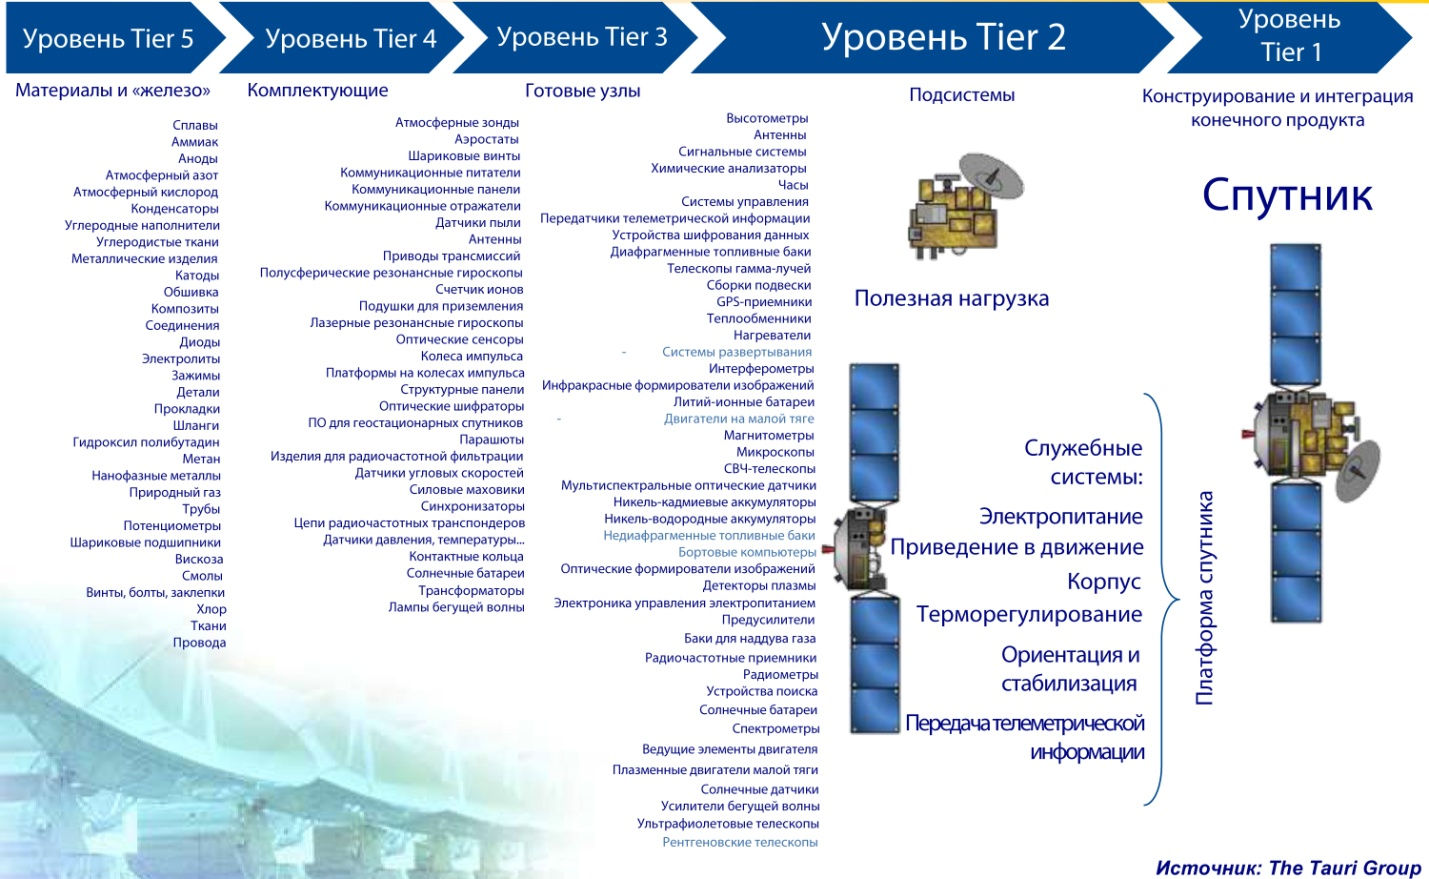 Уровень Tier 5
Уровень Tier 4
Уровень Tier 3
Уровень Tier 2
Уровень
Tier 1
Материалы и «железо»
Сплавы
Аммиак
Аноды
Атмосферный азот
Атмосферный кислород
Конденсаторы
Углеродные наполнители
Углеродистые ткани
Металлические изделия
Катоды
Обшивка
Композиты
Соединения
Диоды
Электролиты
Зажимы
Детали
Прокладки
Шланги
Гидроксил полибутадин
Метан
Нанофазные металлы
Природный газ
Трубы
Потенциометры
Шариковые подшипники
Вискоза
Смолы
Винты, болты, заклепки
Хлор
Ткани
Провода
Комплектующие
Атмосферные зонды
Аэростаты
Шариковые винты
Коммуникационные питатели
Коммуникационные панели
Коммуникационные отражатели
Датчики пыли
Антенны
Приводы трансмиссий
Полусферические резонансные гироскопы
Счетчик ионов
Подушки для приземления
Лазерные резонансные гироскопы
Оптические сенсоры
Колеса импульса
Платформы на колесах импульса
Структурные панели
Оптические шифраторы
ПО для геостационарных спутников
Парашюты
Изделия для радиочастотной фильтрации
Датчики угловых скоростей
Силовые маховики
Синхронизаторы
Цепи радиочастотных транспондеров
Датчики давления, температуры...
Контактные кольца
Солнечные батареи
Трансформаторы
Лампы бегущей волны
Готовые узлы
Высотометры
Антенны
Сигнальные системы
Химические анализаторы
Часы
Системы управления
Передатчики телеметрической информации
Устройства шифрования данных
Диафрагменные топливные баки
Телескопы гамма-лучей
Сборки подвески
GPS-приемники
Теплообменники
Нагреватели
- Системы развертывания
Интерферометры
Инфракрасные формирователи изображений
Литий-ионные батареи
- Двигатели на малой тяге
Магнитометры
Микроскопы
СВЧ-телескопы
Мультиспектральные оптические датчики
Никель-кадмиевые аккумуляторы
Никель-водородные аккумуляторы
Недиафрагменные топливные баки
Бортовые компьютеры
Оптические формирователи изображений
Детекторы плазмы
Электроника управления электропитанием
Предусилители
Баки для наддува газа
Радиочастотные приемники
Радиометры
Устройства поиска
Солнечные батареи
Спектрометры
Ведущие элементы двигателя
Плазменные двигатели малой тяги
Солнечные датчики
Усилители бегущей волны
Ультрафиолетовые телескопы
Рентгеновские телескопы
Подсистемы
Полезная нагрузка
Служебные
системы:
Электропитание
Приведение в движение
Корпус
Терморегулирование
Ориентация и
стабилизация
Передача телеметрической
информации
Платформа спутника
Конструирование и интеграция
конечного продукта
Спутник
Источник: The Tauri Group